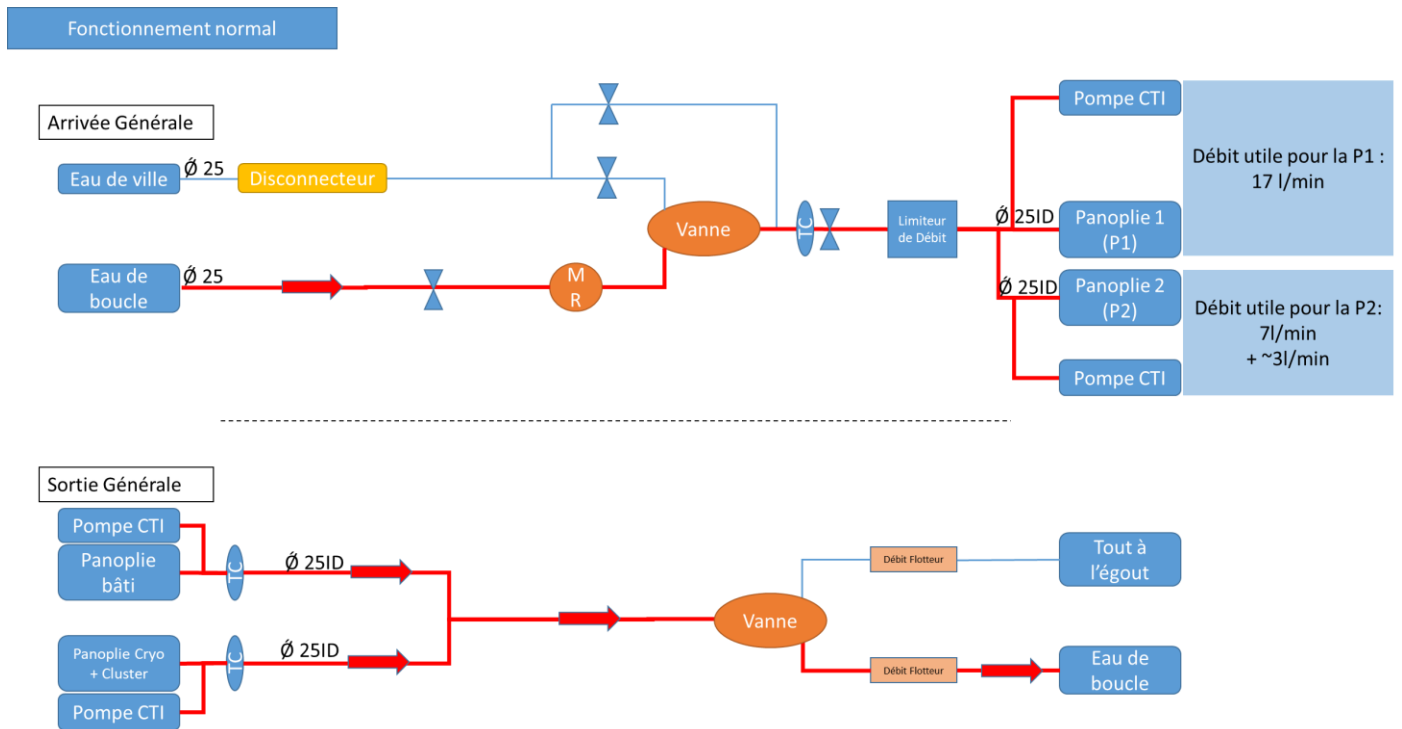 Fonctionnement normal
Arrivée Générale
Pompe CTI
Débit utile pour la P1 :
17 l/min
Eau de ville
Ǿ 25
Disconnecteur
Vanne
TC
Limiteur
de Débit
Ǿ 25ID
Panoplie 1
(P1)
Eau de
boucle
Ǿ 25
M
R
Ǿ 25ID
Panoplie 2
(P2)
Débit utile pour la P2:
7l/min
+ ~3l/min
Pompe CTI
Sortie Générale
Pompe CTI
Panoplie
bâti
TC
Ǿ 25ID
Débit Flotteur
Tout à
l’égout
Vanne
Panoplie Cryo
+ Cluster
TC
Ǿ 25ID
Débit Flotteur
Eau de
boucle
Pompe CTI